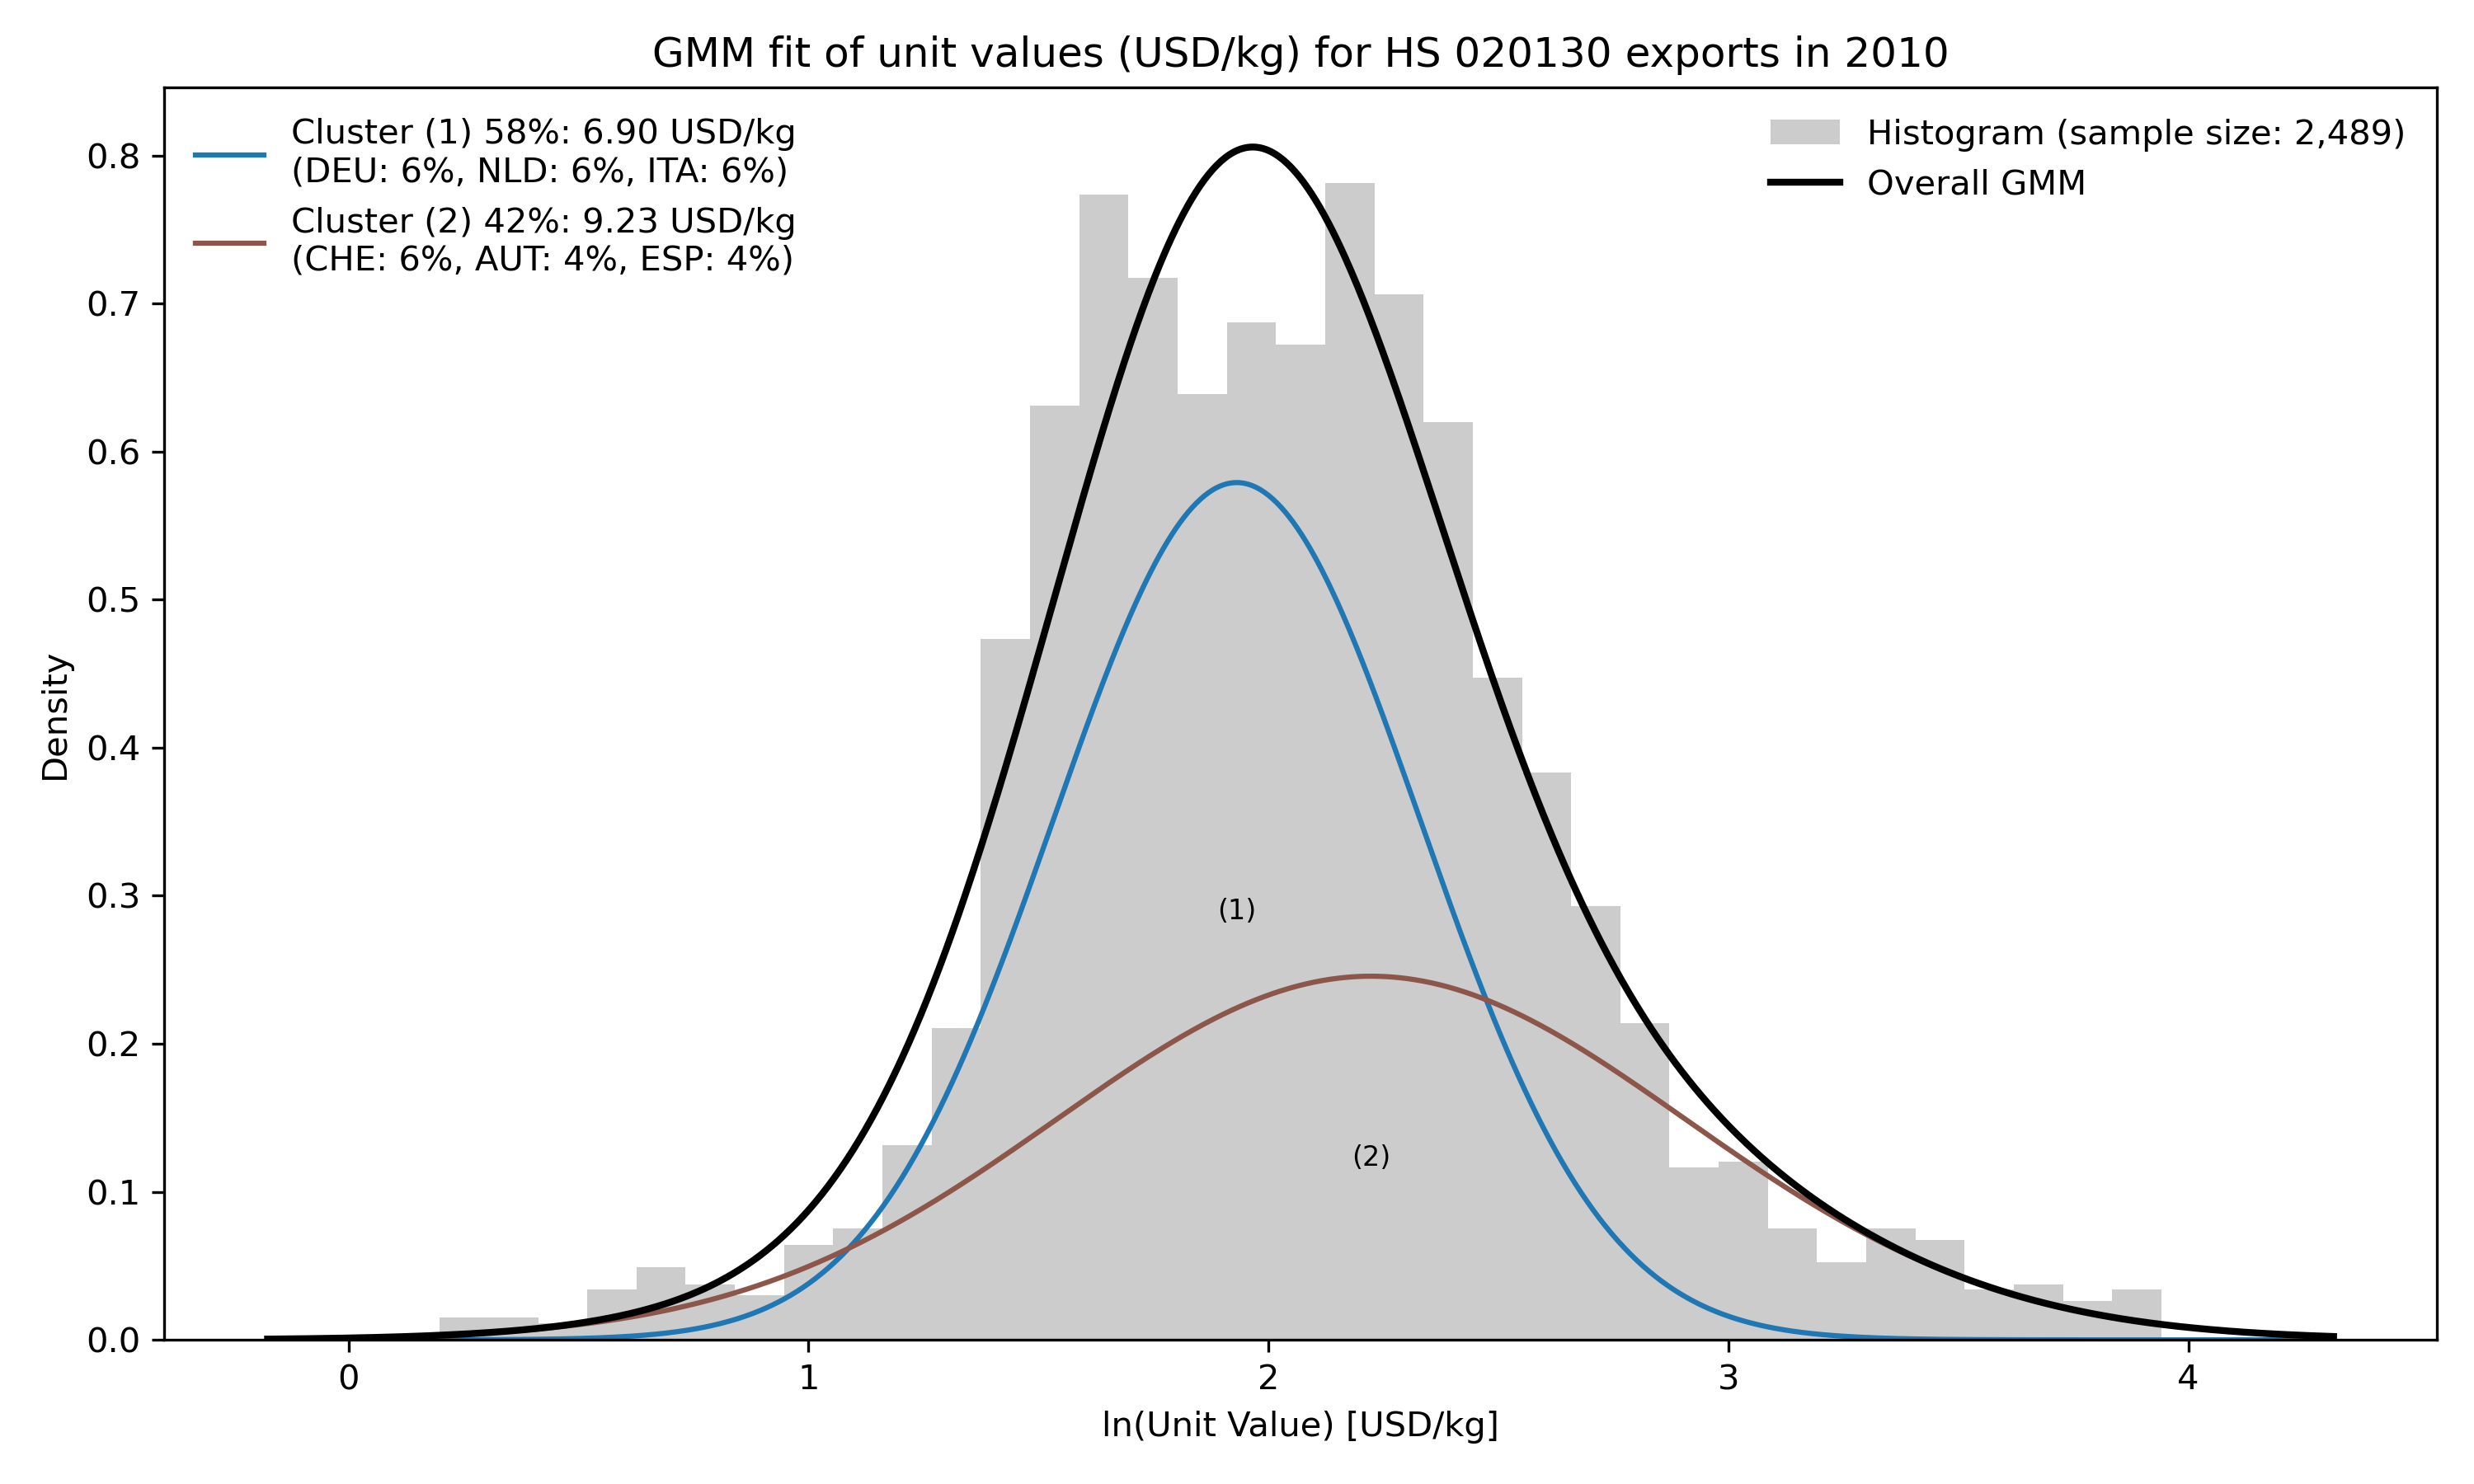 GMM fit of unit values (USD/kg) for HS 020130 exports in 2010
Cluster (1) 58%: 6.90 USD/kg
(DEU: 6%, NLD: 6%, ITA: 6%)
Cluster (2) 42%: 9.23 USD/kg
(CHE: 6%, AUT: 4%, ESP: 4%)
Histogram (sample size: 2,489)
Overall GMM
Density
0.8
0.7
0.6
0.5
0.4
0.3
0.2
0.1
0.0
(1)
(2)
0
1
2
3
4
ln(Unit Value) [USD/kg]